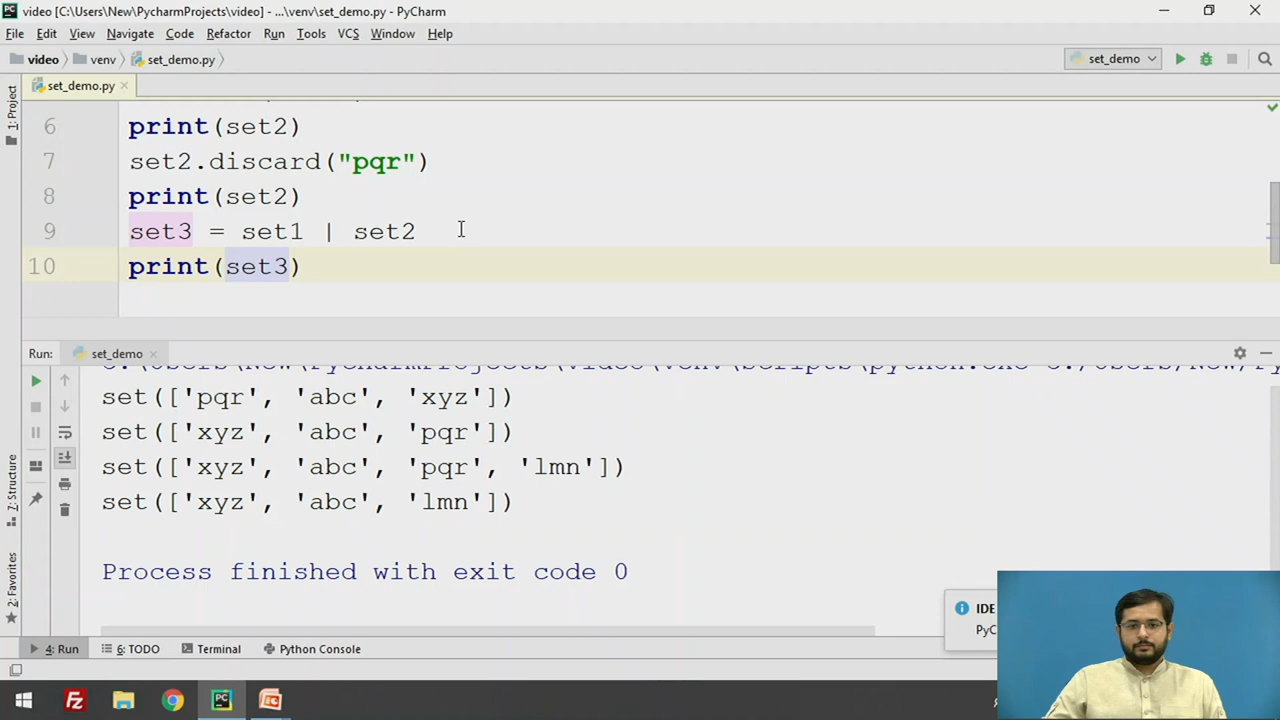 video [C:\Users\New\PycharmProjects\video] - ...\venv\set_demo.py - PyCharm
File Edit View Navigate Code Refactor Run Tools VCS Window Help
video venv set_demo.py set_demo
1: Project
set_demo.py
6 print(set2)
7 set2.discard("pqr")
8 print(set2)
9 set3 = set1 | set2
10 print(set3)
Run: set_demo
set(['pqr', 'abc', 'xyz'])
set(['xyz', 'abc', 'pqr'])
set(['xyz', 'abc', 'pqr', 'lmn'])
set(['xyz', 'abc', 'lmn'])
Process finished with exit code 0
7: Structure
2: Favorites
IDE
PyC
4: Run 6: TODO Terminal Python Console